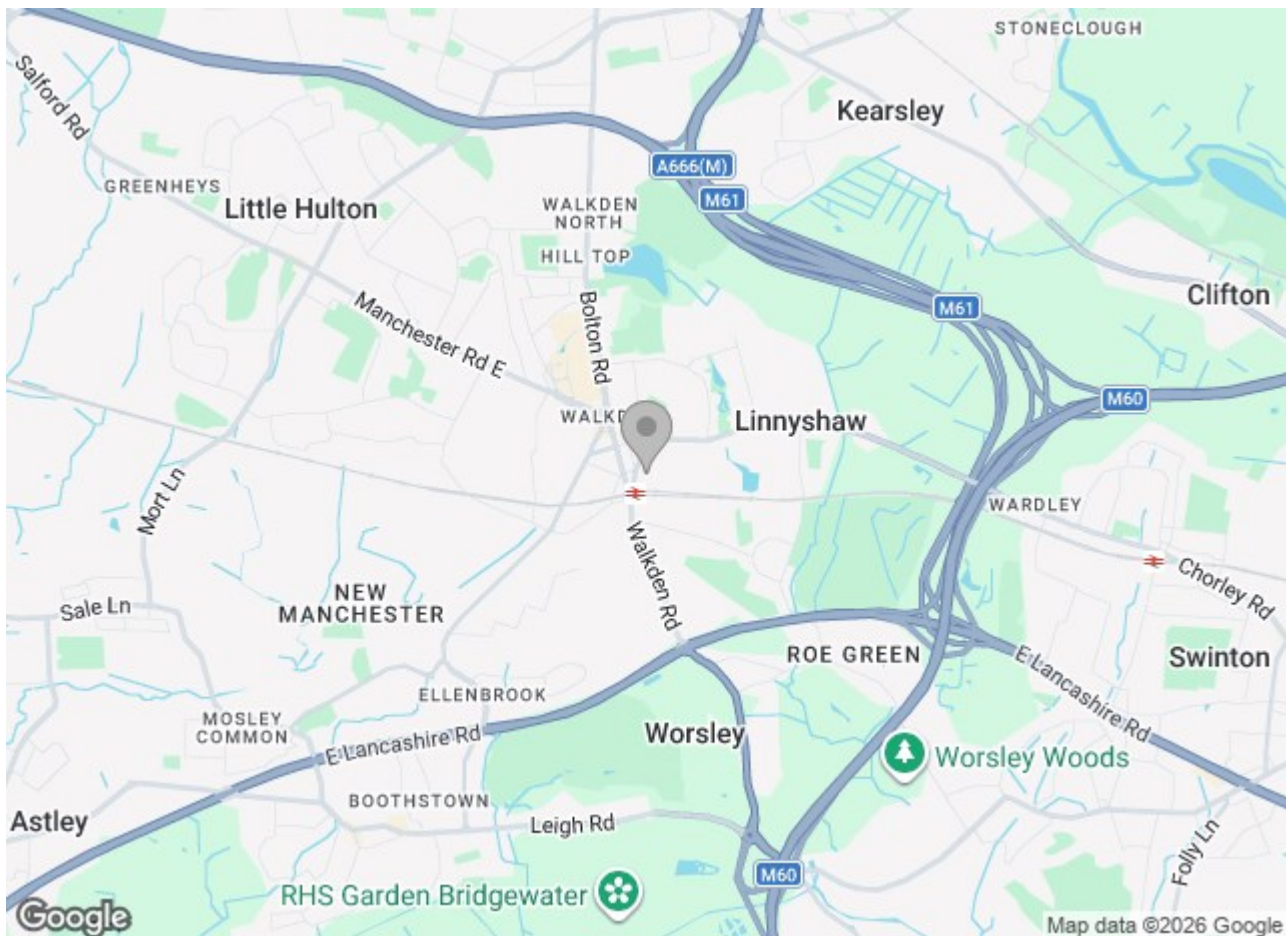 STONECLOUGH
Salford Rd
Kearsley
A666(M)
M61
GREENHEYS
Little Hulton
WALKDEN
NORTH
HILL TOP
Clifton
M61
Manchester Rd E
Bolton Rd
M60
WALKD
Linnyshaw
Mort Ln
WARDLEY
Walkden Rd
Chorley Rd
NEW
MANCHESTER
Sale Ln
ROE GREEN
Swinton
E Lancashire Rd
ELLENBROOK
MOSLEY
COMMON
Worsley
E Lancashire Rd
Worsley Woods
BOOTHSTOWN
Astley
Leigh Rd
Folly Ln
M60
RHS Garden Bridgewater
Google
Map data ©2026 Google